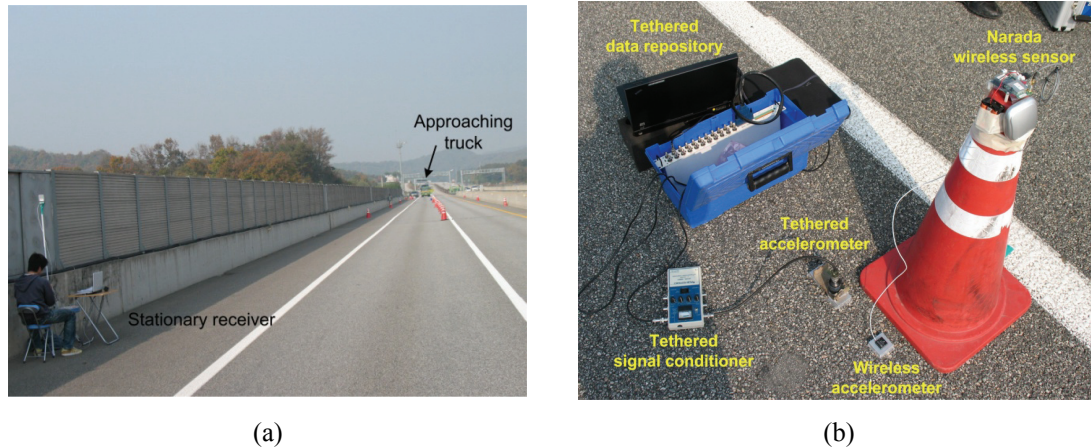 Approaching
truck
Stationary receiver
Tethered
data repository
Narada
wireless sensor
Tethered
accelerometer
Tethered
signal conditioner
Wireless
accelerometer
(a)
(b)